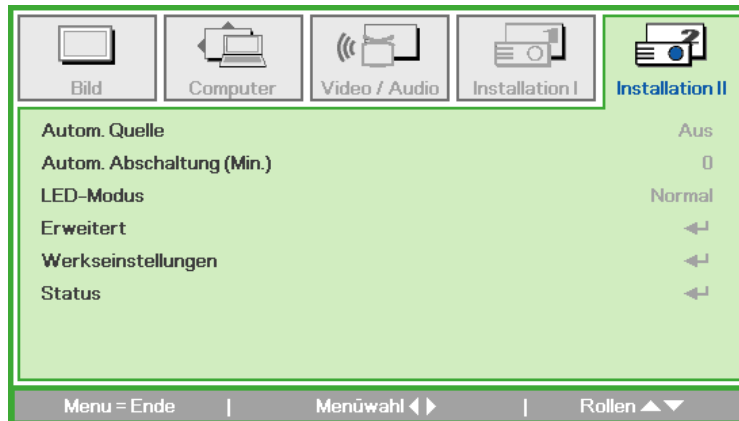 Bild
Computer
Video / Audio
Installation I
Installation II
Autom. Quelle Aus
Autom. Abschaltung (Min.) 0
LED-Modus Normal
Erweitert
Werkseinstellungen
Status
Menu = Ende | Menūwahl | Rollen